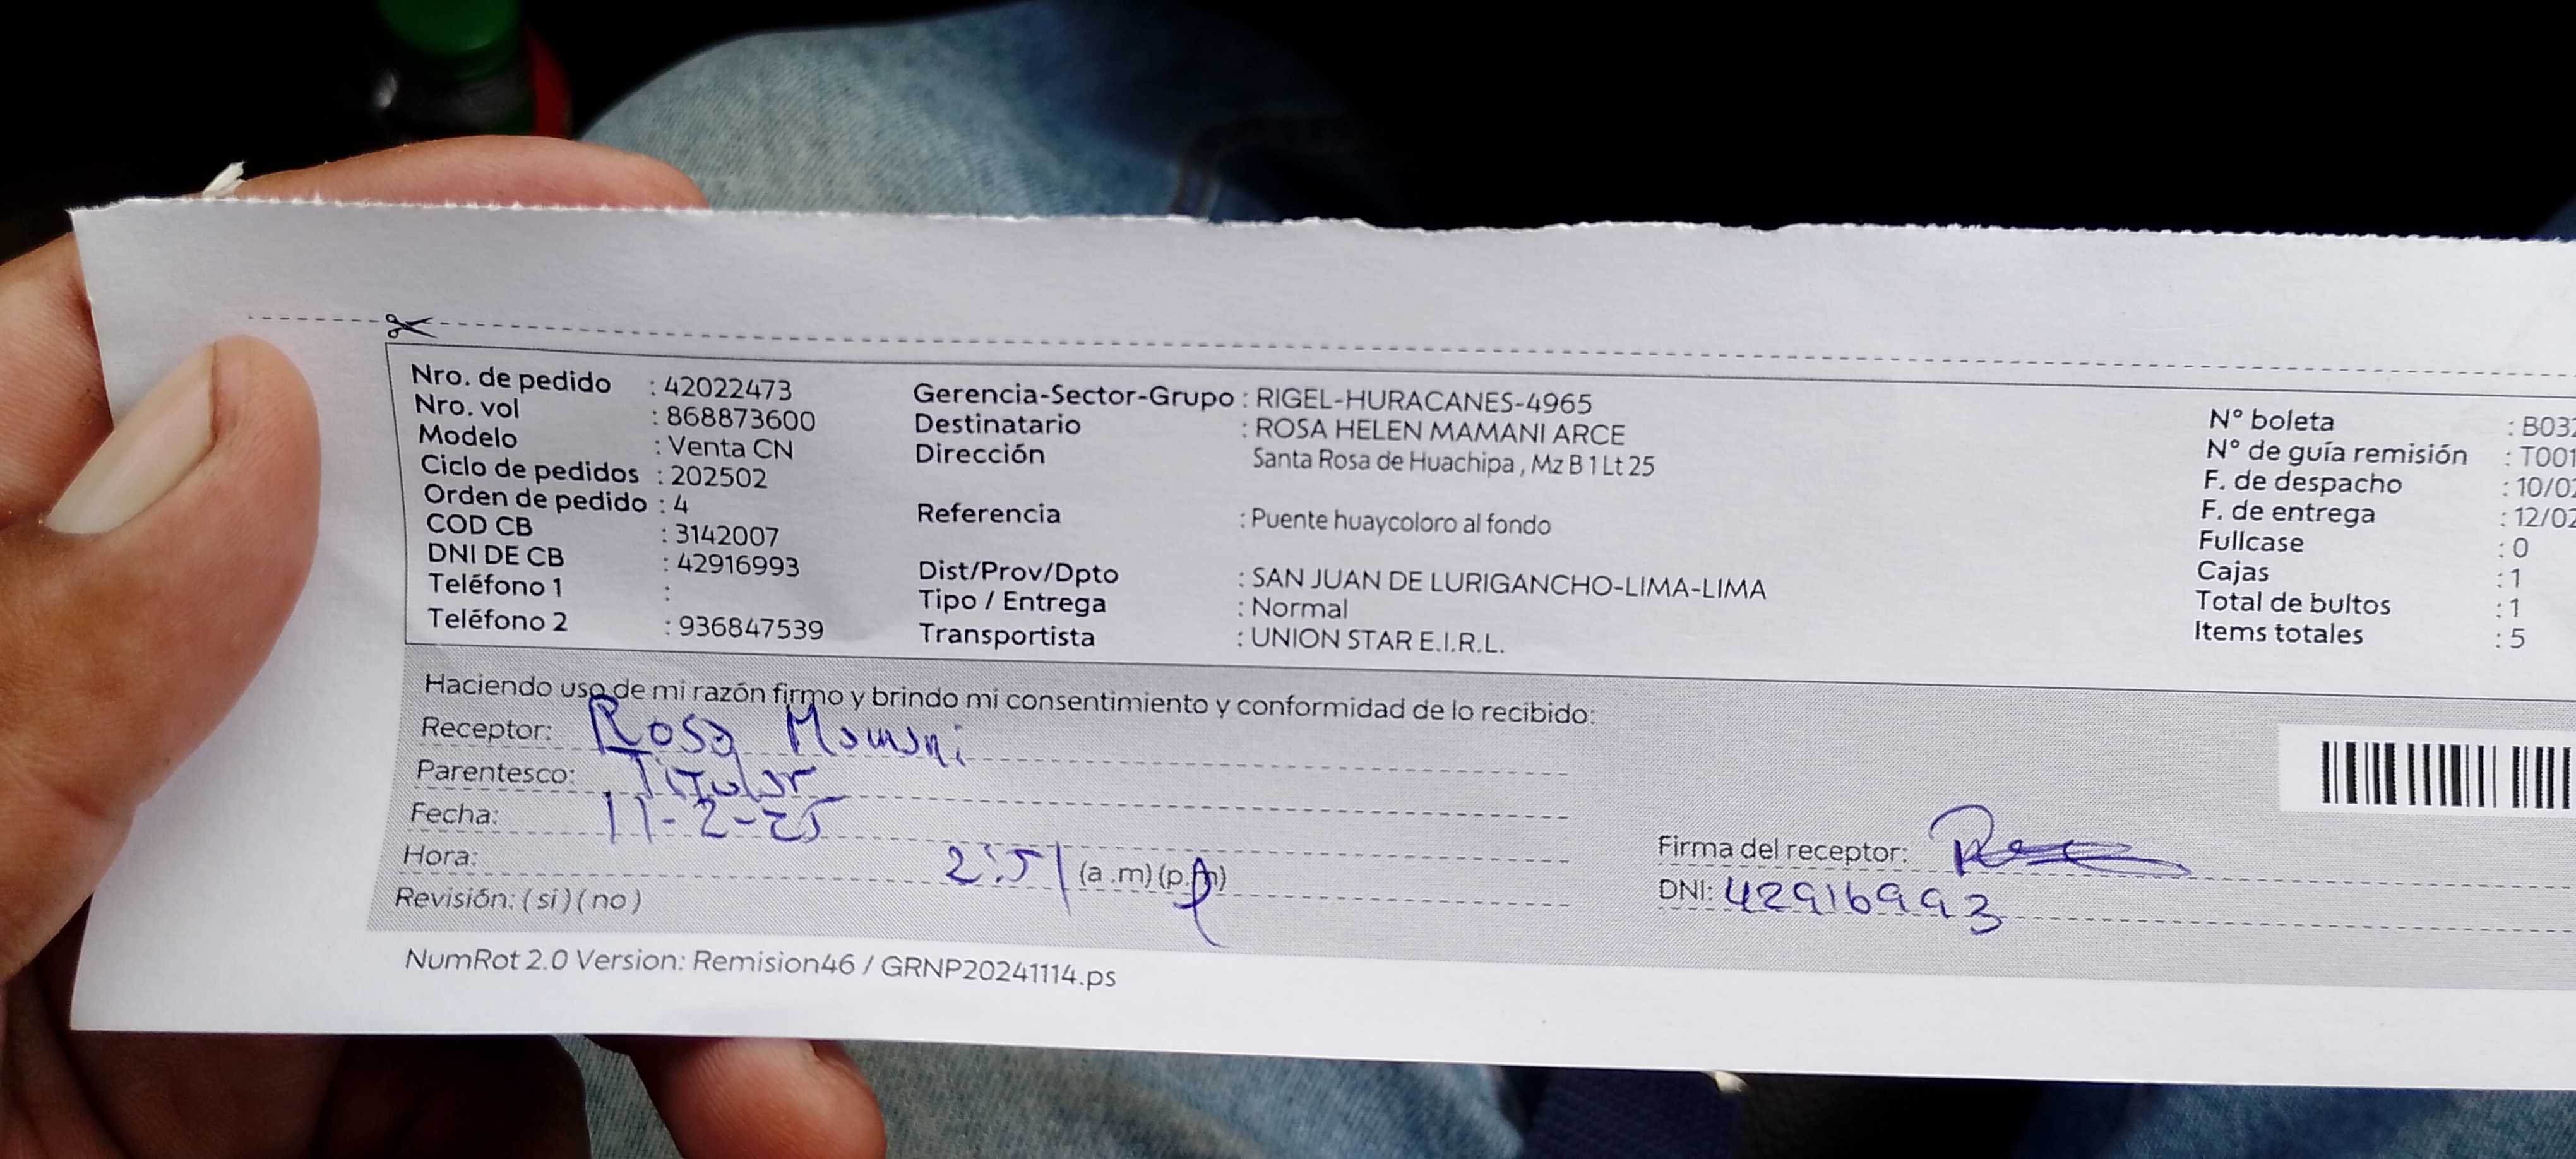 Nro. de pedido : 42022473
Nro. vol : 868873600
Modelo : Venta CN
Ciclo de pedidos : 202502
Orden de pedido : 4
COD CB : 3142007
DNI DE CB : 42916993
Teléfono 1 :
Teléfono 2 : 936847539
Gerencia-Sector-Grupo : RIGEL-HURACANES-4965
Destinatario : ROSA HELEN MAMANI ARCE
Dirección Santa Rosa de Huachipa , Mz B 1 Lt 25
Referencia : Puente huaycoloro al fondo
Dist/Prov/Dpto : SAN JUAN DE LURIGANCHO-LIMA-LIMA
Tipo / Entrega : Normal
Transportista : UNION STAR E.I.R.L.
N° boleta : B032
N° de guía remisión : T001
F. de despacho : 10/02
F. de entrega : 12/02
Fullcase : 0
Cajas : 1
Total de bultos : 1
Items totales : 5
Haciendo uso de mi razón firmo y brindo mi consentimiento y conformidad de lo recibido:
Receptor: Rosa Mamani
Parentesco: Titular
Fecha: 11-2-25
Hora: 2:51 (a .m) (p.m)
Revisión: ( si ) ( no )
Firma del receptor:
DNI: 42916993
NumRot 2.0 Version: Remision46 / GRNP20241114.ps